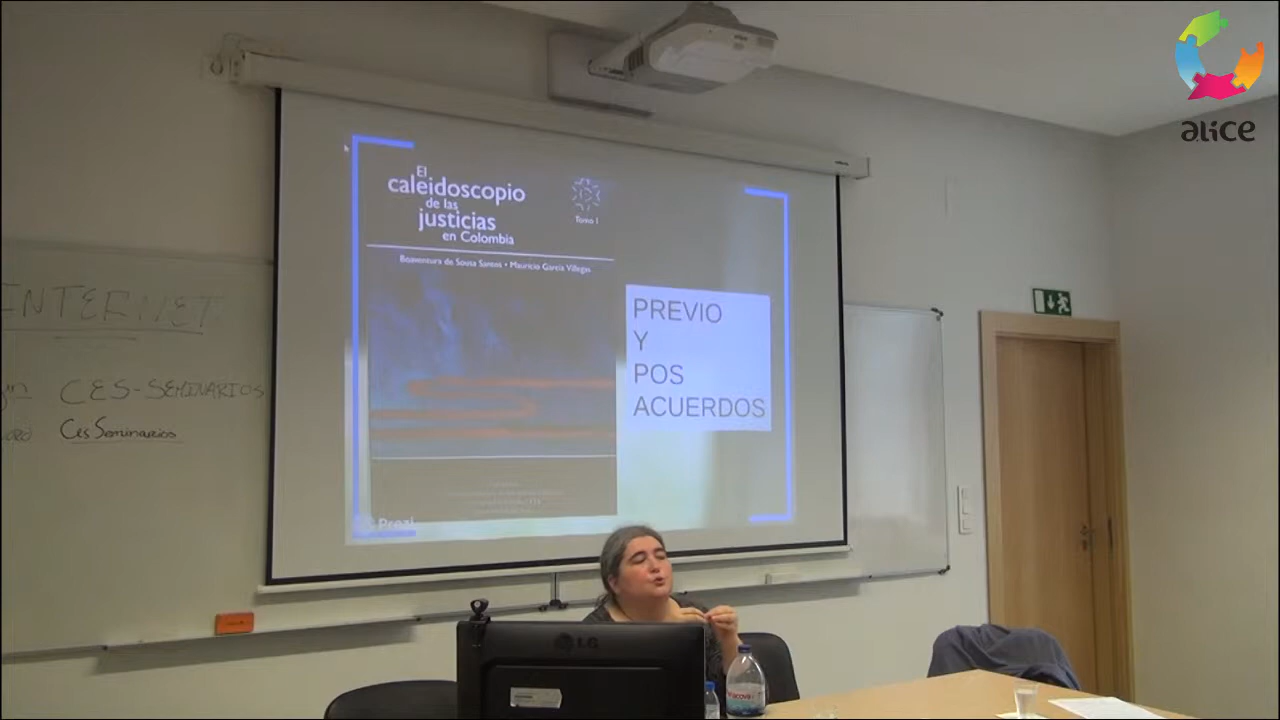 alice
El
caleidoscopio
de las
justicias
en Colombia
Tomo I
Boaventura de Sousa Santos • Mauricio García Villegas
PREVIO
Y
POS
ACUERDOS
Prezi
INTERNET
CES-SEMINARIOS
Ces Seminarios
LG